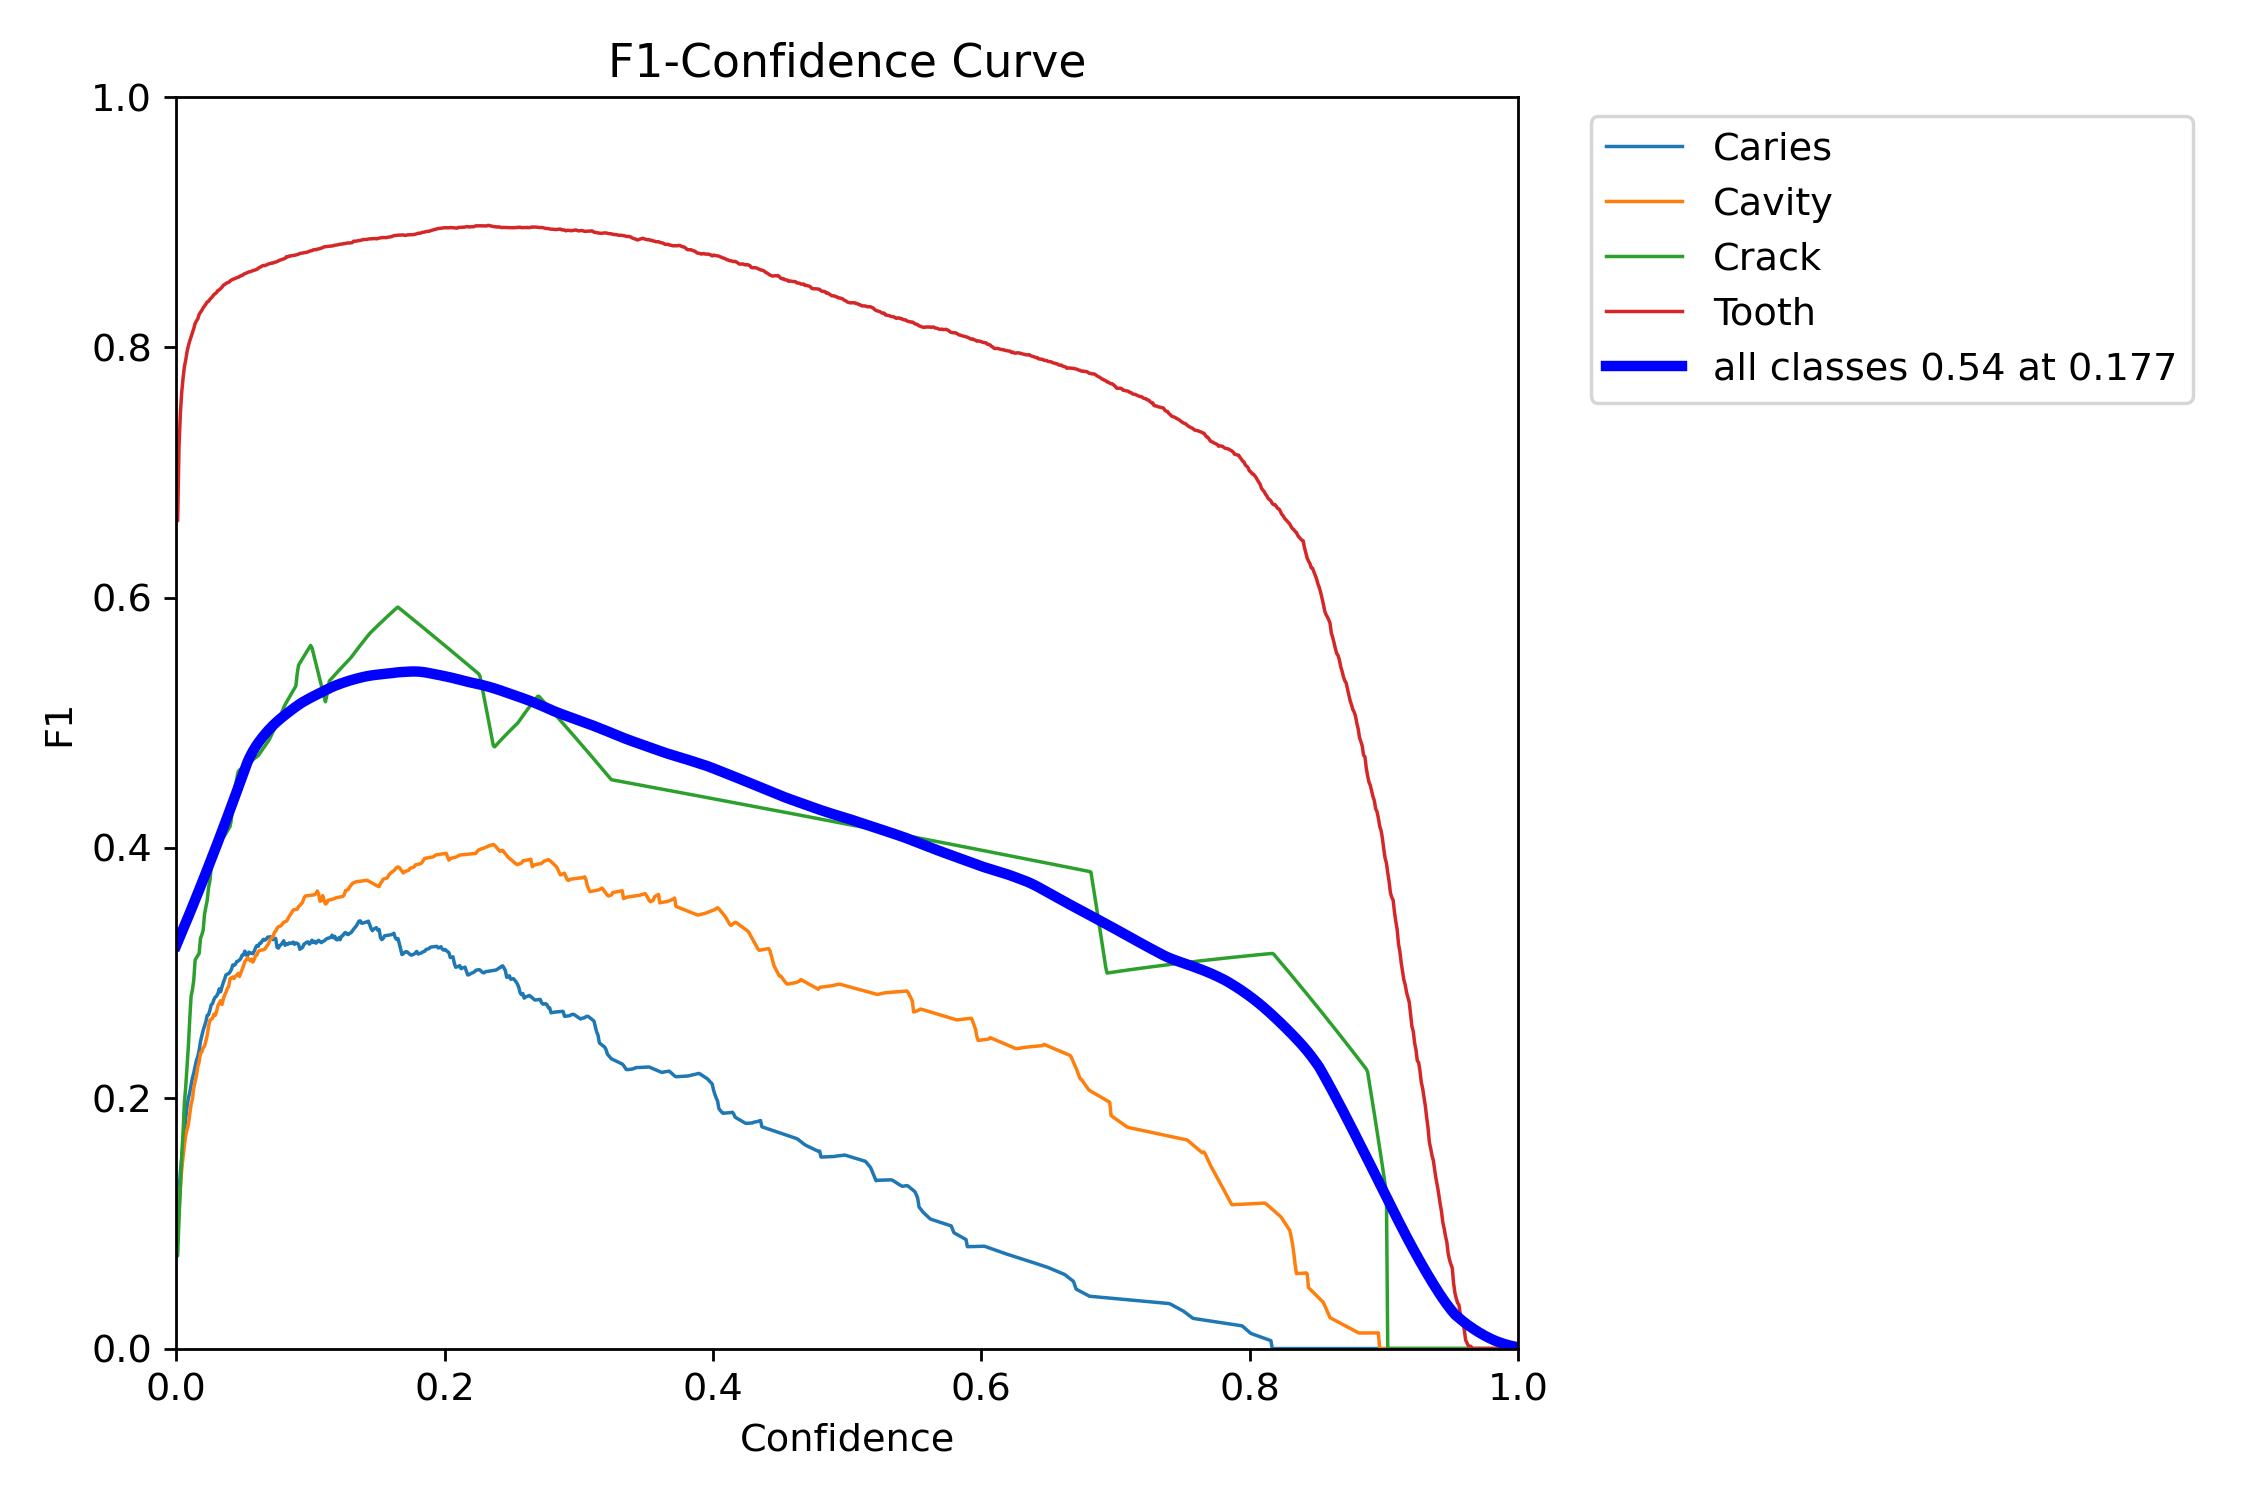 F1-Confidence Curve
1.0
0.8
0.6
0.4
0.2
0.0
F1
0.0 0.2 0.4 0.6 0.8 1.0
Confidence
Caries
Cavity
Crack
Tooth
all classes 0.54 at 0.177